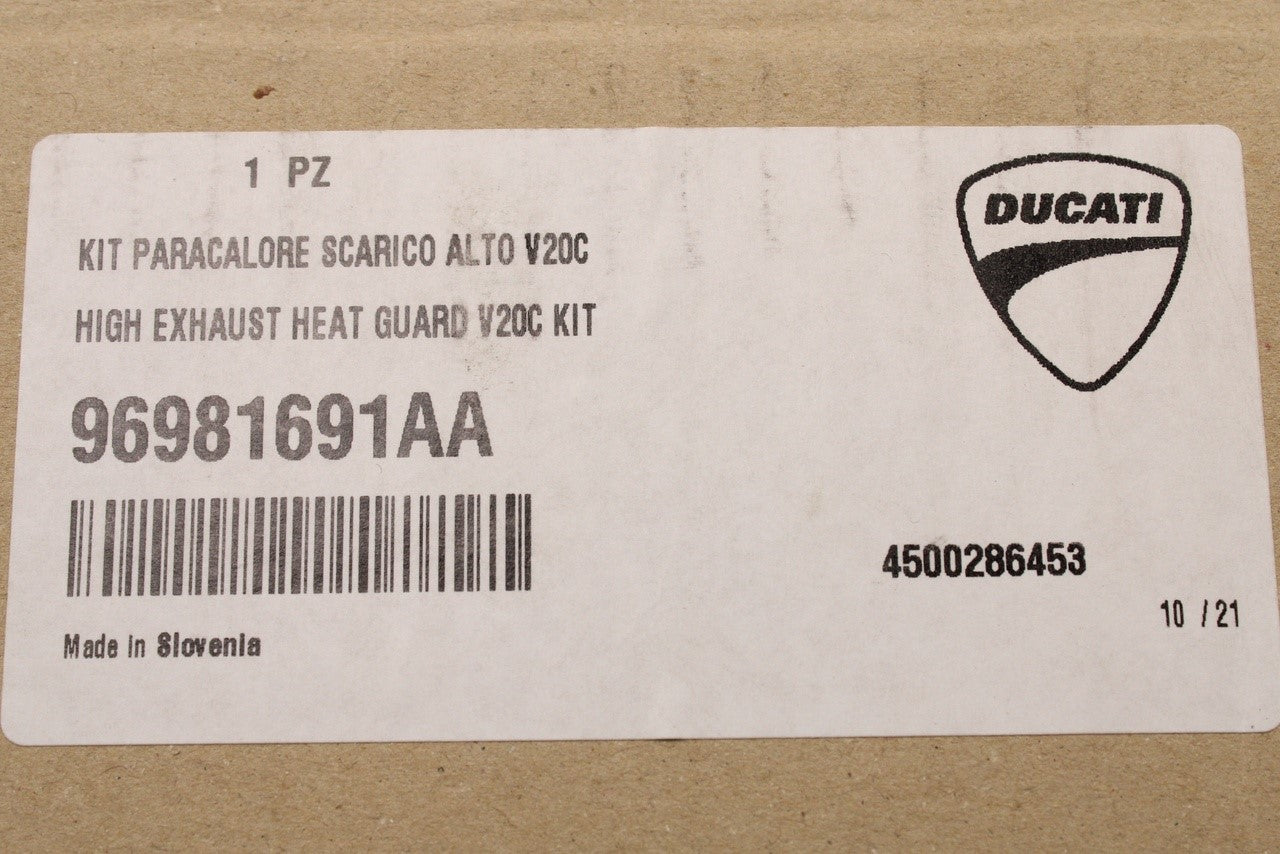 1 PZ
KIT PARACALORE SCARICO ALTO V20C
HIGH EXHAUST HEAT GUARD V20C KIT
96981691AA
Made in Slovenia
DUCATI
4500286453
10 / 21